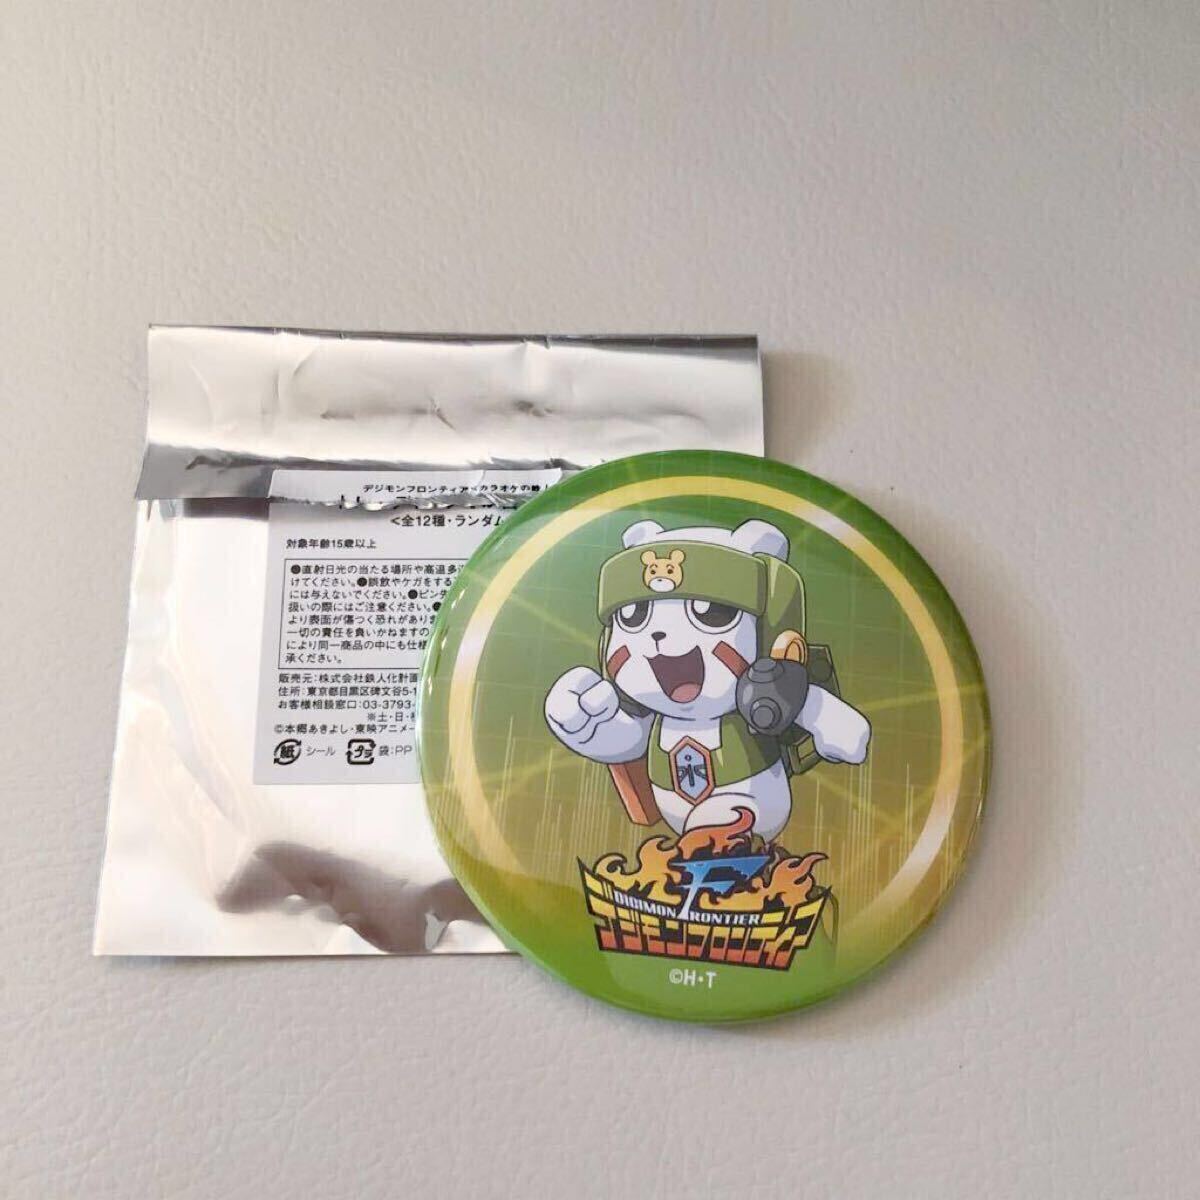 デジモンフロンティア×カラオケの鉄人
<全12種・ランダム
対象年齢15歳以上
●直射日光の当たる場所や高温多湿
けてください。●誤飲やケガをする
には与えないでください。●ピン先
扱いの際にはご注意ください。●
より表面が傷つく恐れがありま
一切の責任を負いかねますの
により同一商品の中にも仕様
承ください。
販売元:株式会社鉄人化計画
住所:東京都目黒区碑文谷5-1
お客様相談窓口:03-3793-
※土・日・祝
©本郷あきよし・東映アニメー
紙 シール プラ 袋:PP
F
DIGIMON FRONTIER
デジモンフロンティア
©H・T